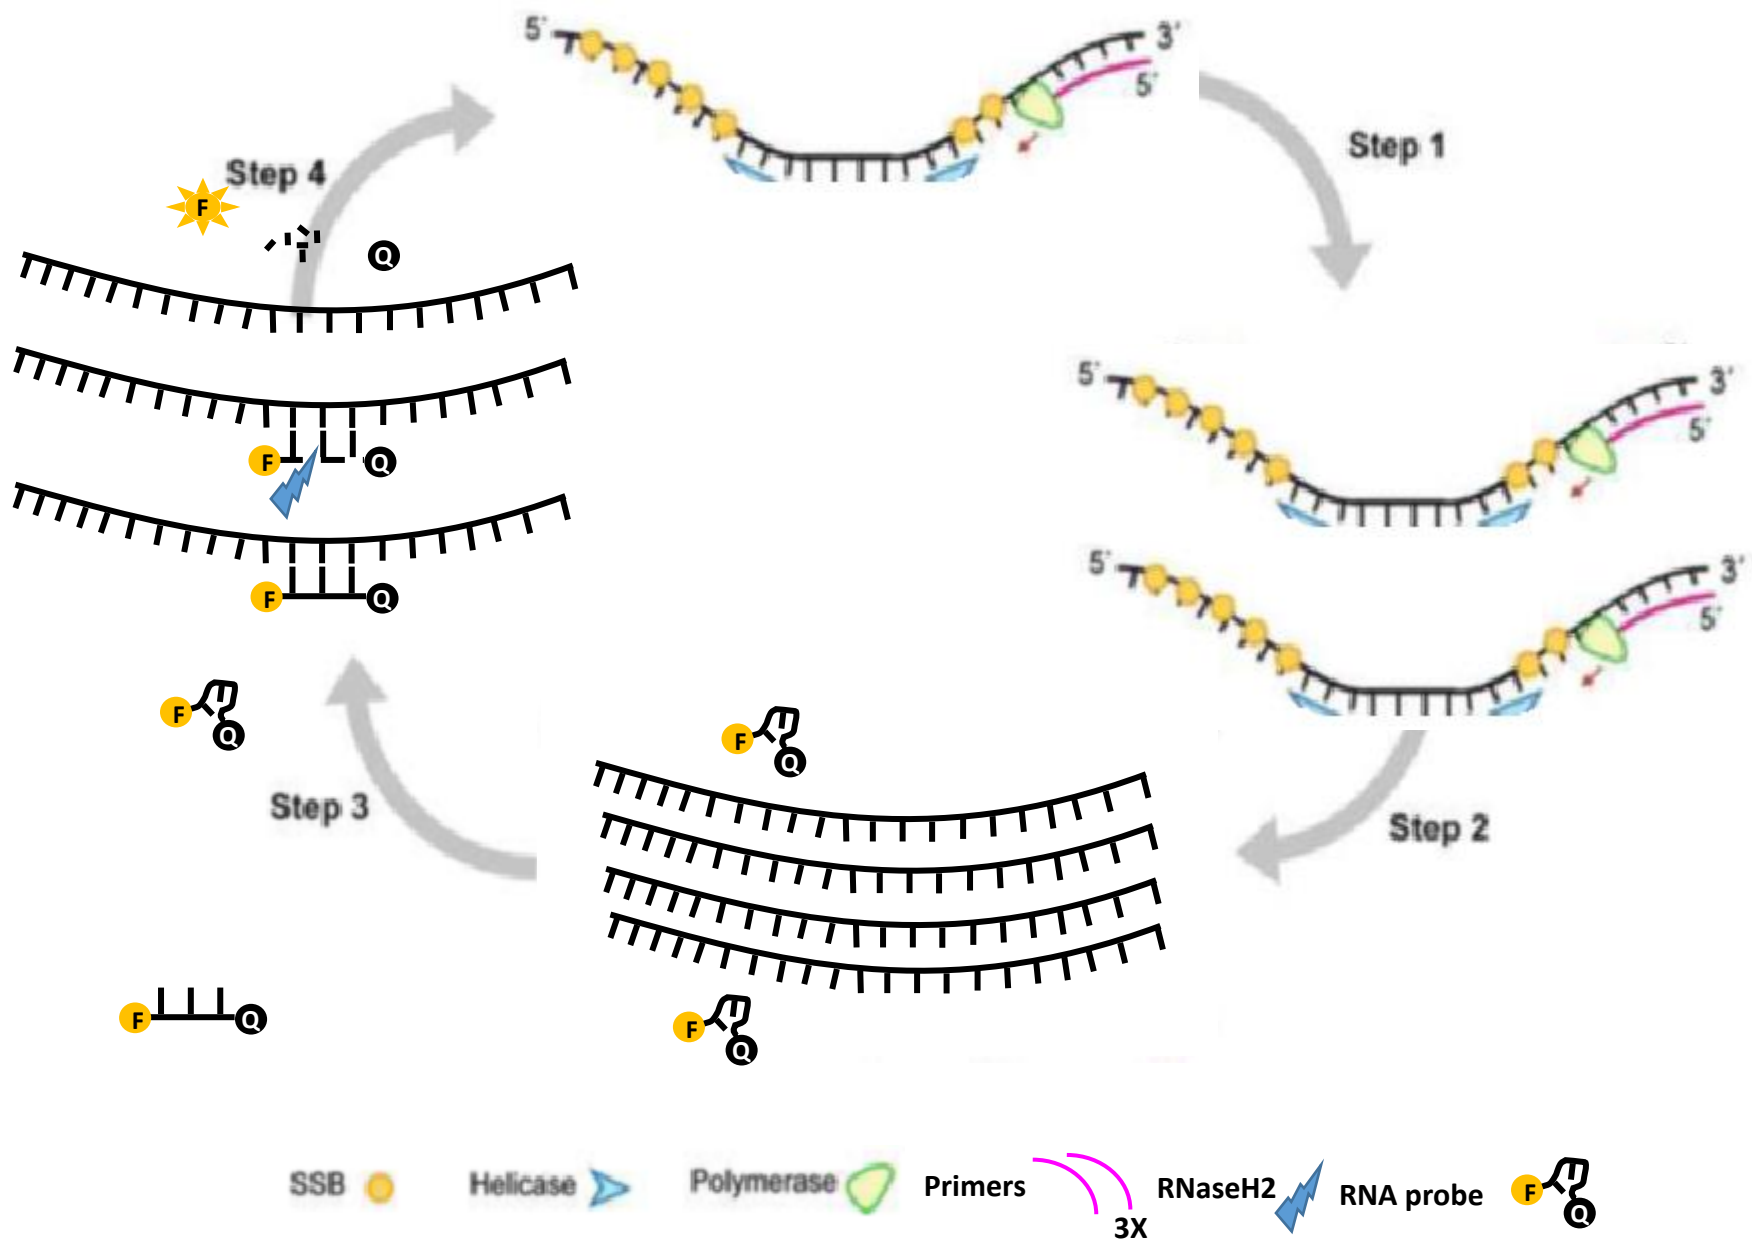 5'
3'
5'
Step 1
Step 4
F
Q
5'
3'
5'
F
Q
5'
3'
5'
F
Q
F
Q
F
Q
Step 3
Step 2
F
Q
F
Q
SSB
Helicase
Polymerase
Primers
3X
RNaseH2
RNA probe
F
Q